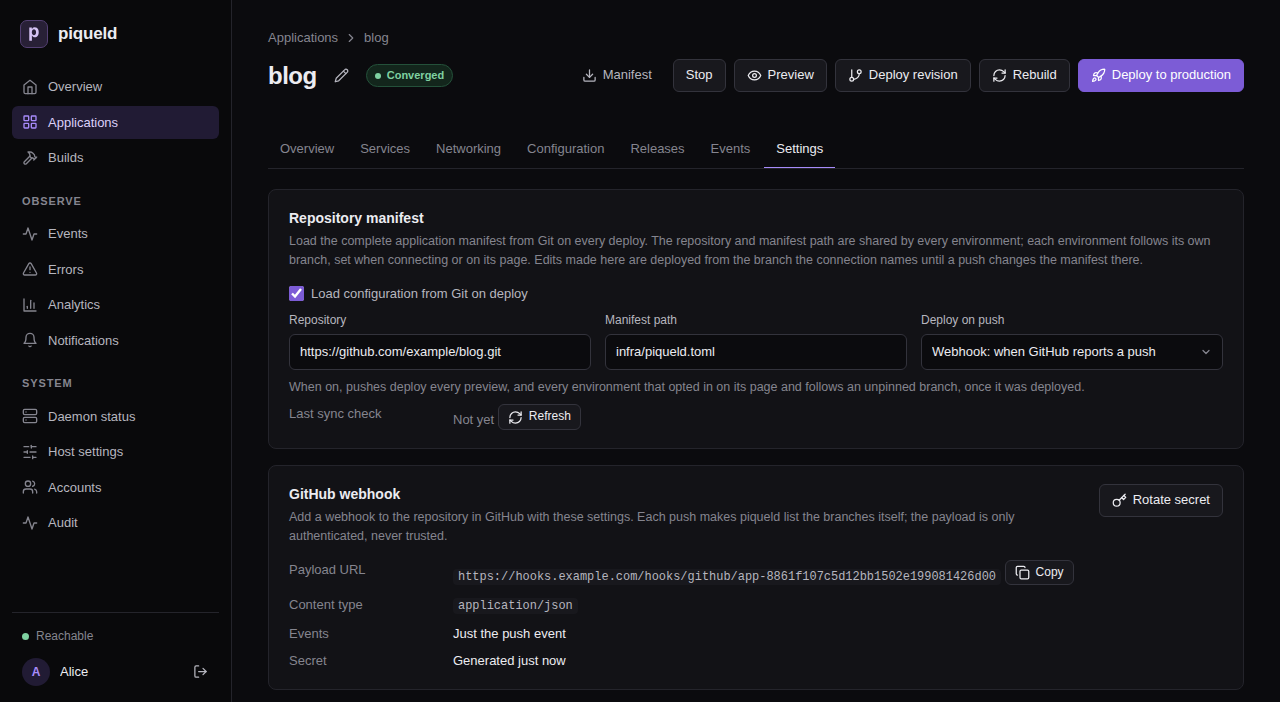 p piqueld
Overview
Applications
Builds
OBSERVE
Events
Errors
Analytics
Notifications
SYSTEM
Daemon status
Host settings
Accounts
Audit
Reachable
A Alice
Applications > blog
blog Converged Manifest Stop Preview Deploy revision Rebuild Deploy to production
Overview Services Networking Configuration Releases Events Settings
Repository manifest
Load the complete application manifest from Git on every deploy. The repository and manifest path are shared by every environment; each environment follows its own
branch, set when connecting or on its page. Edits made here are deployed from the branch the connection names until a push changes the manifest there.
Load configuration from Git on deploy
Repository Manifest path Deploy on push
https://github.com/example/blog.git infra/piqueld.toml Webhook: when GitHub reports a push
When on, pushes deploy every preview, and every environment that opted in on its page and follows an unpinned branch, once it was deployed.
Last sync check Not yet Refresh
GitHub webhook Rotate secret
Add a webhook to the repository in GitHub with these settings. Each push makes piqueld list the branches itself; the payload is only
authenticated, never trusted.
Payload URL https://hooks.example.com/hooks/github/app-8861f107c5d12bb1502e199081426d00 Copy
Content type application/json
Events Just the push event
Secret Generated just now